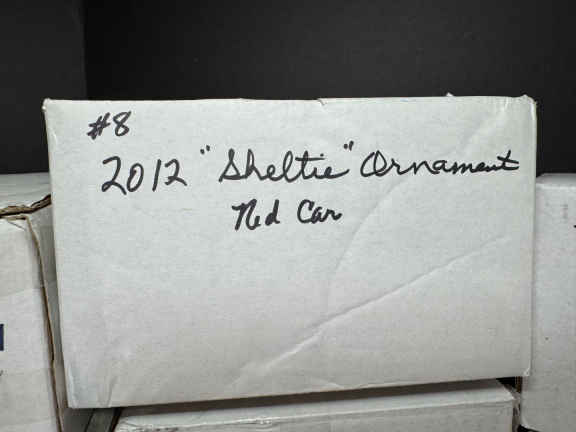 #8
2012 "Sheltie" Ornament
Red Car